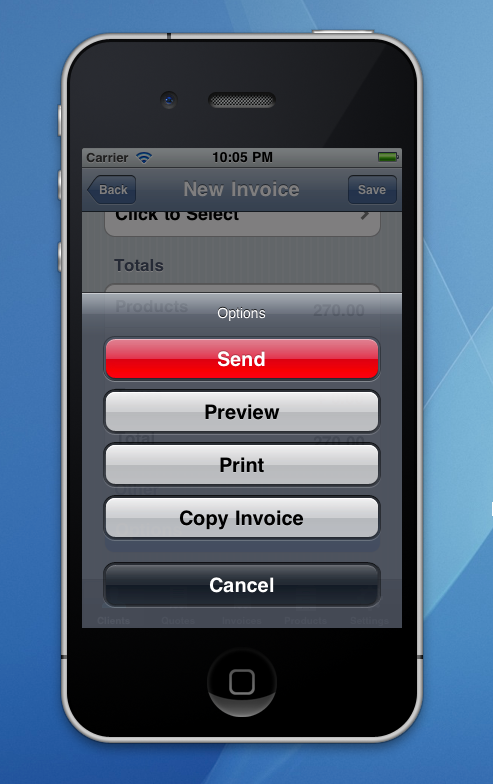 Carrier 10:05 PM
Back New Invoice Save
Click to Select
Totals
Products 270.00
Options
Send
Preview
Total 270.00
Print
Other
Copy Invoice
Cancel
Clients Quotes Invoices Products Settings